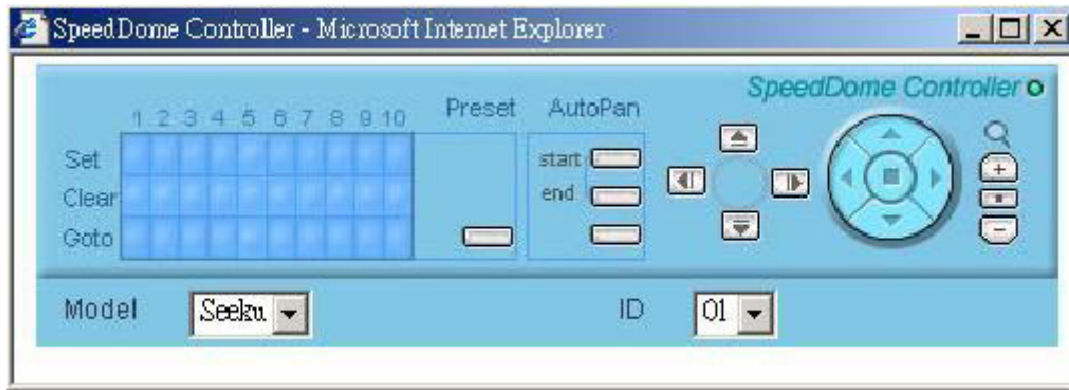 SpeedDome Controller - Microsoft Internet Explorer
SpeedDome Controller
1 2 3 4 5 6 7 8 9 10 Preset AutoPan
Set start
Clear end
Goto
Model Seeku ID 01